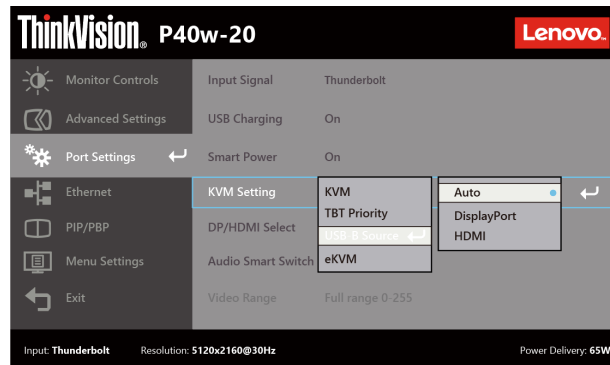 ThinkVision® P40w-20
Lenovo™
Monitor Controls Input Signal Thunderbolt
Advanced Settings USB Charging On
Port Settings Smart Power On
Ethernet KVM Setting KVM Auto
TBT Priority DisplayPort
PIP/PBP DP/HDMI Select USB-B Source HDMI
Menu Settings Audio Smart Switch eKVM
Exit Video Range Full range 0-255
Input: Thunderbolt Resolution: 5120x2160@30Hz Power Delivery: 65W